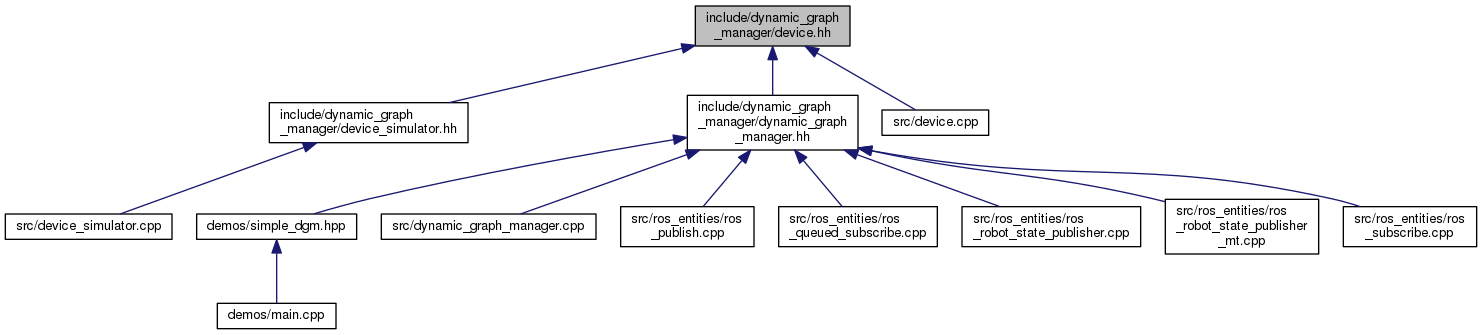 include/dynamic_graph
_manager/device.hh
include/dynamic_graph
_manager/device_simulator.hh
include/dynamic_graph
_manager/dynamic_graph
_manager.hh
src/device.cpp
src/device_simulator.cpp
demos/simple_dgm.hpp
src/dynamic_graph_manager.cpp
src/ros_entities/ros
_publish.cpp
src/ros_entities/ros
_queued_subscribe.cpp
src/ros_entities/ros
_robot_state_publisher.cpp
src/ros_entities/ros
_robot_state_publisher
_mt.cpp
src/ros_entities/ros
_subscribe.cpp
demos/main.cpp